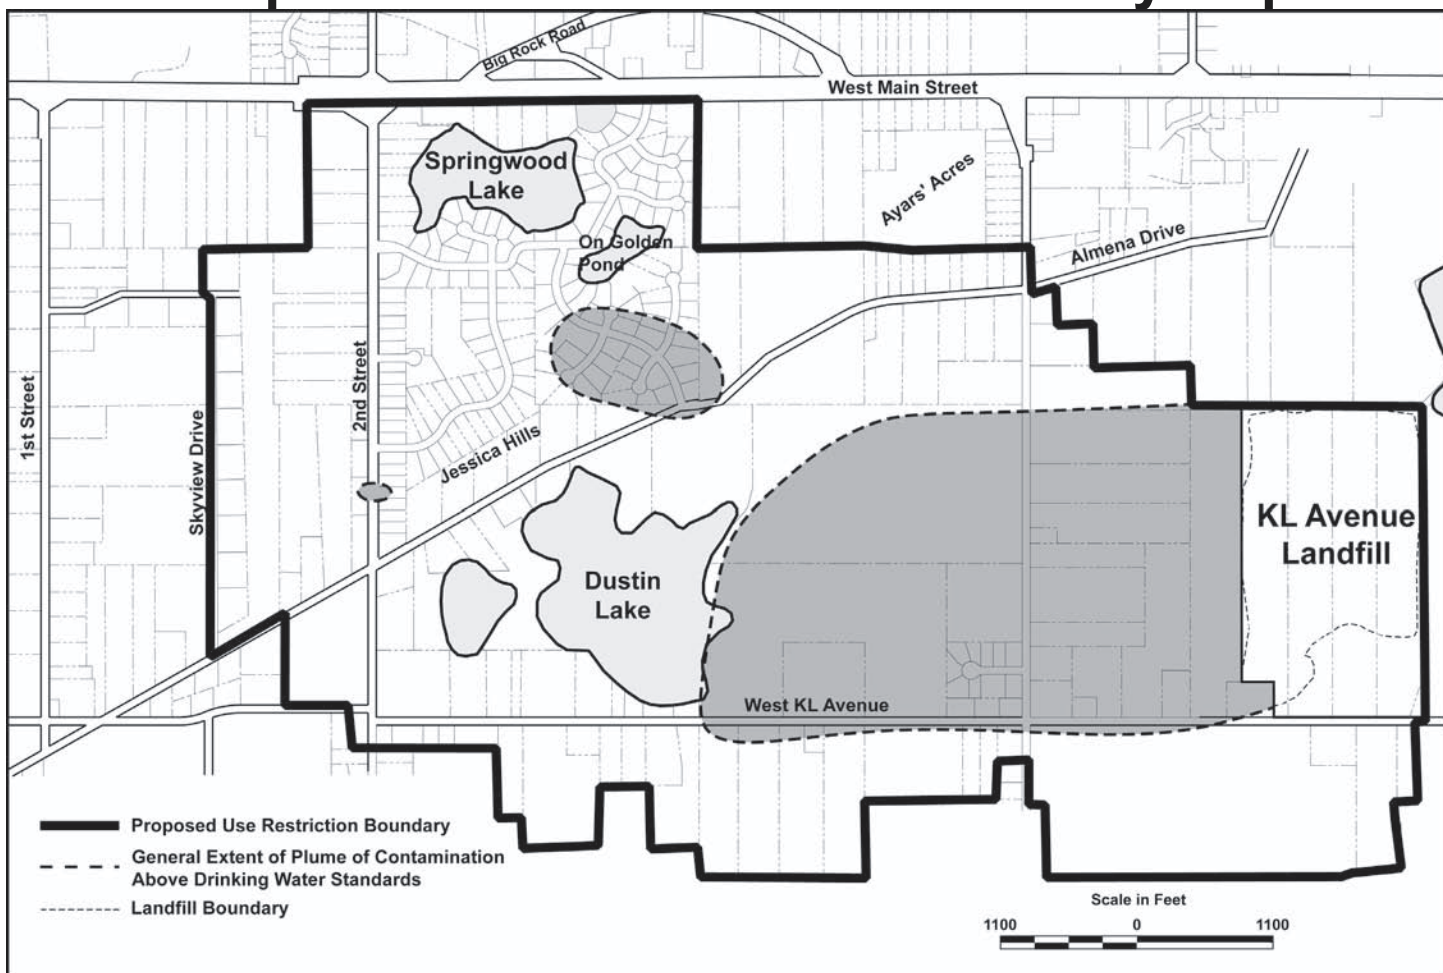 Big Rock Road
West Main Street
Springwood
Lake
Ayars' Acres
On Golden
Pond
Almena Drive
1st Street
2nd Street
Skyview Drive
Jessica Hills
KL Avenue
Landfill
Dustin
Lake
West KL Avenue
Proposed Use Restriction Boundary
General Extent of Plume of Contamination
Above Drinking Water Standards
Landfill Boundary
Scale in Feet
1100 0 1100